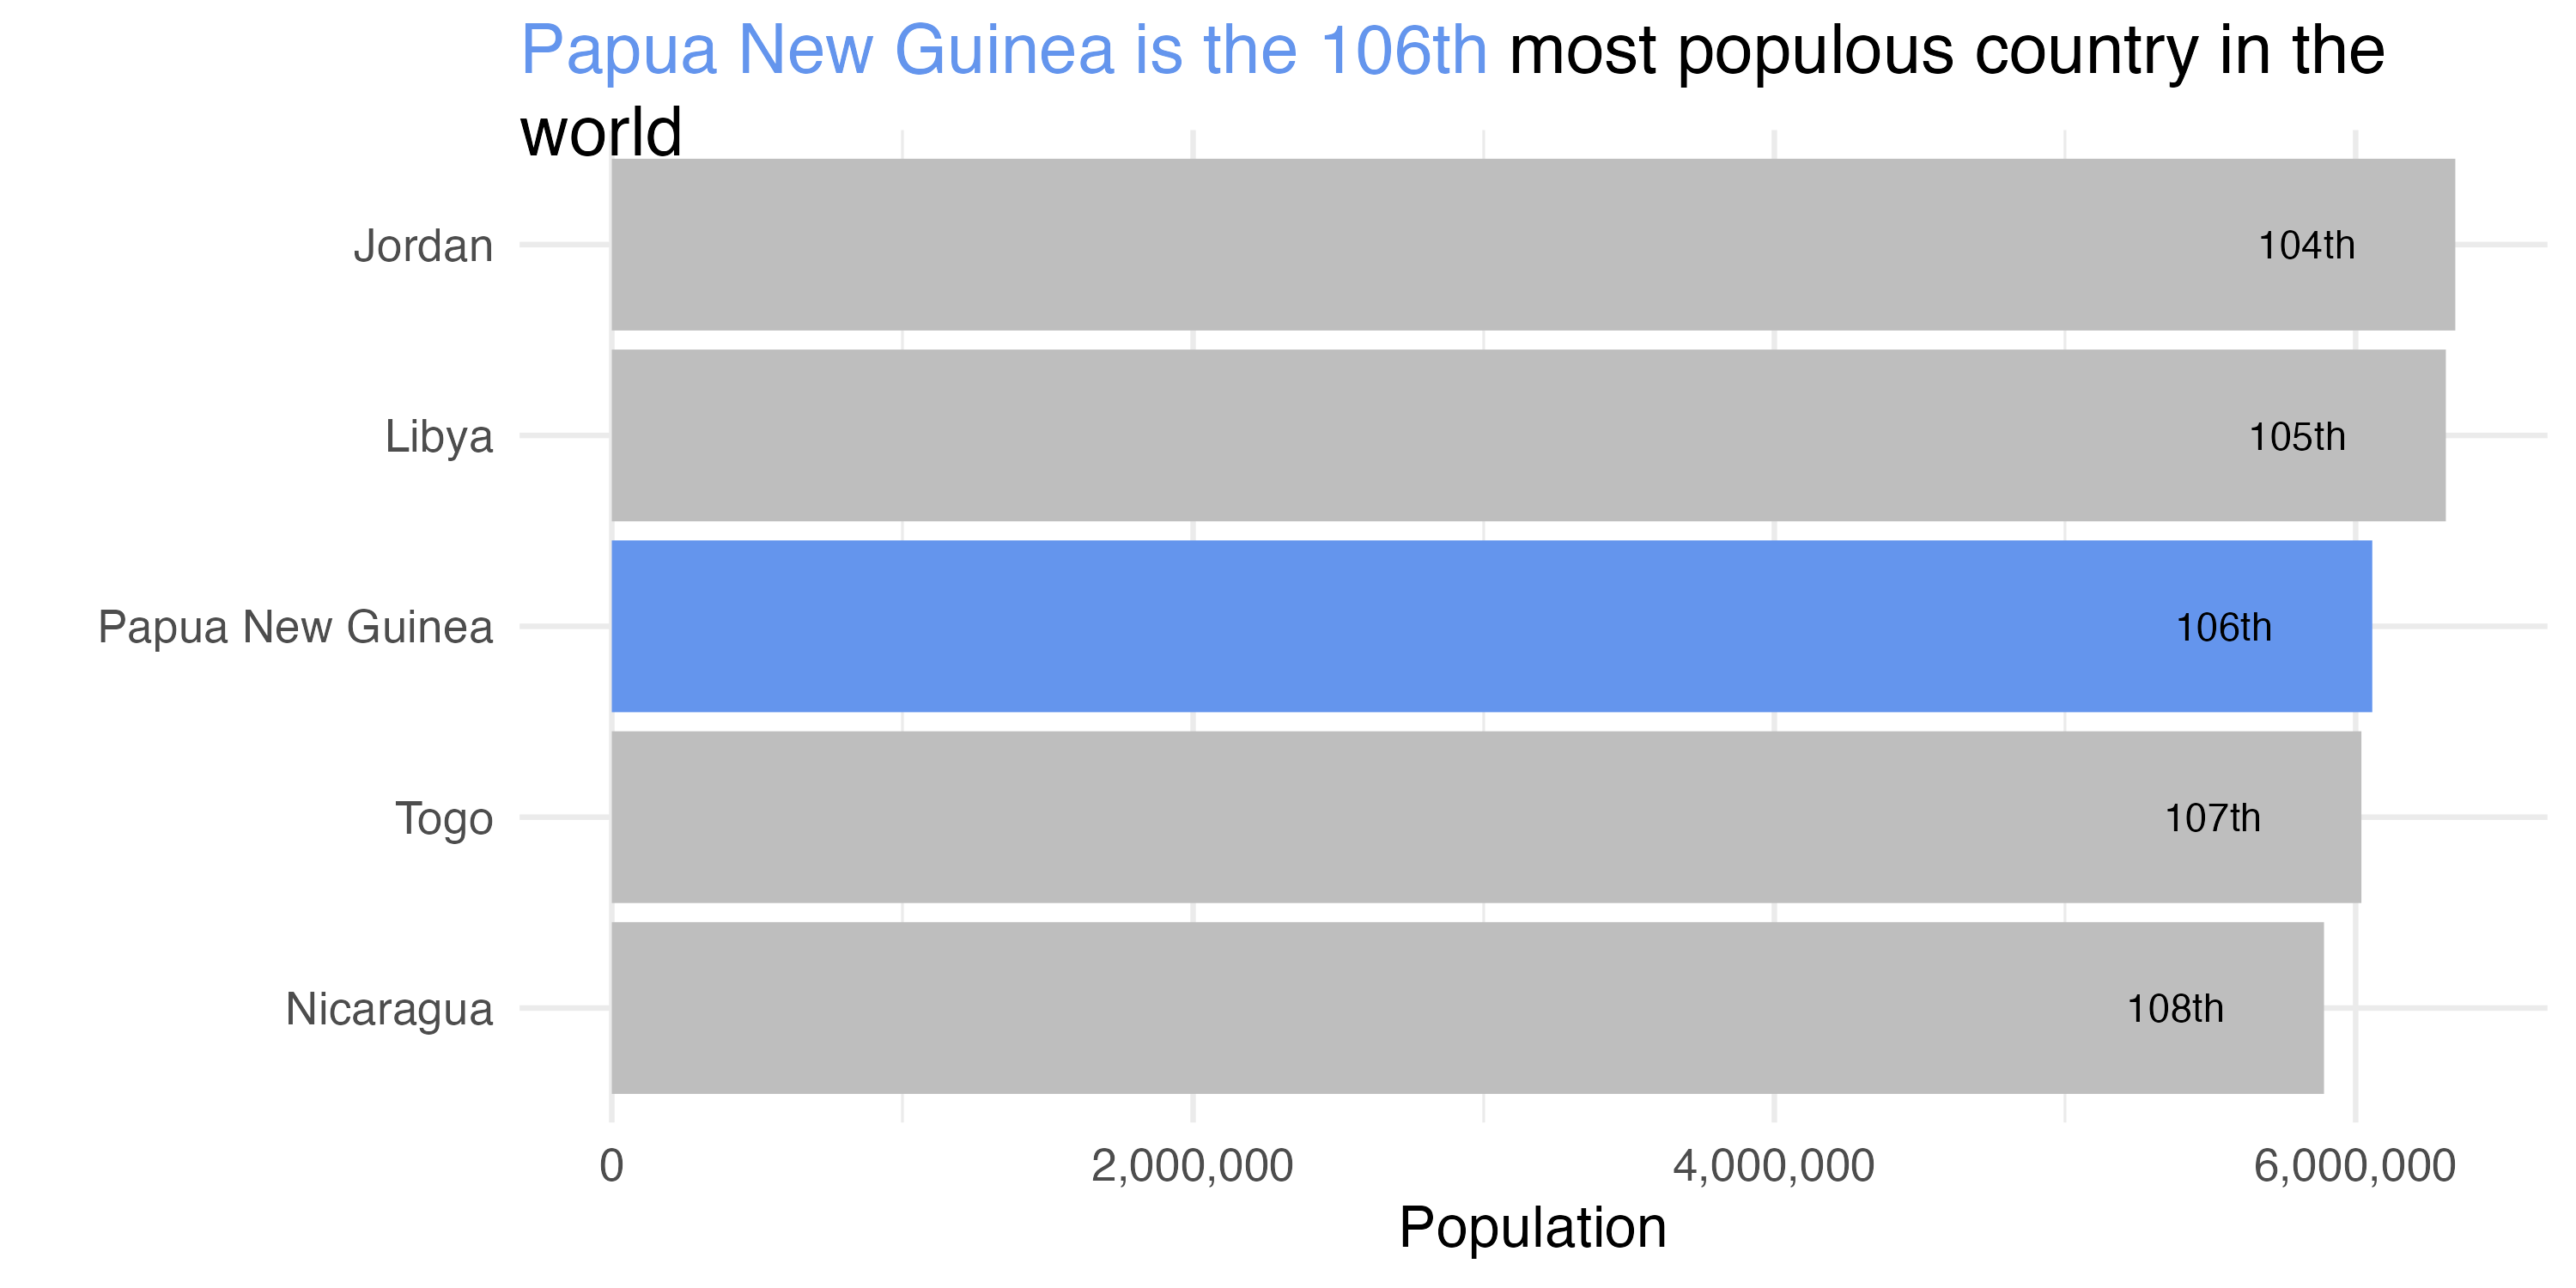 Papua New Guinea is the 106th most populous country in the
world
Jordan
104th
Libya
105th
Papua New Guinea
106th
Togo
107th
Nicaragua
108th
0
2,000,000
4,000,000
6,000,000
Population